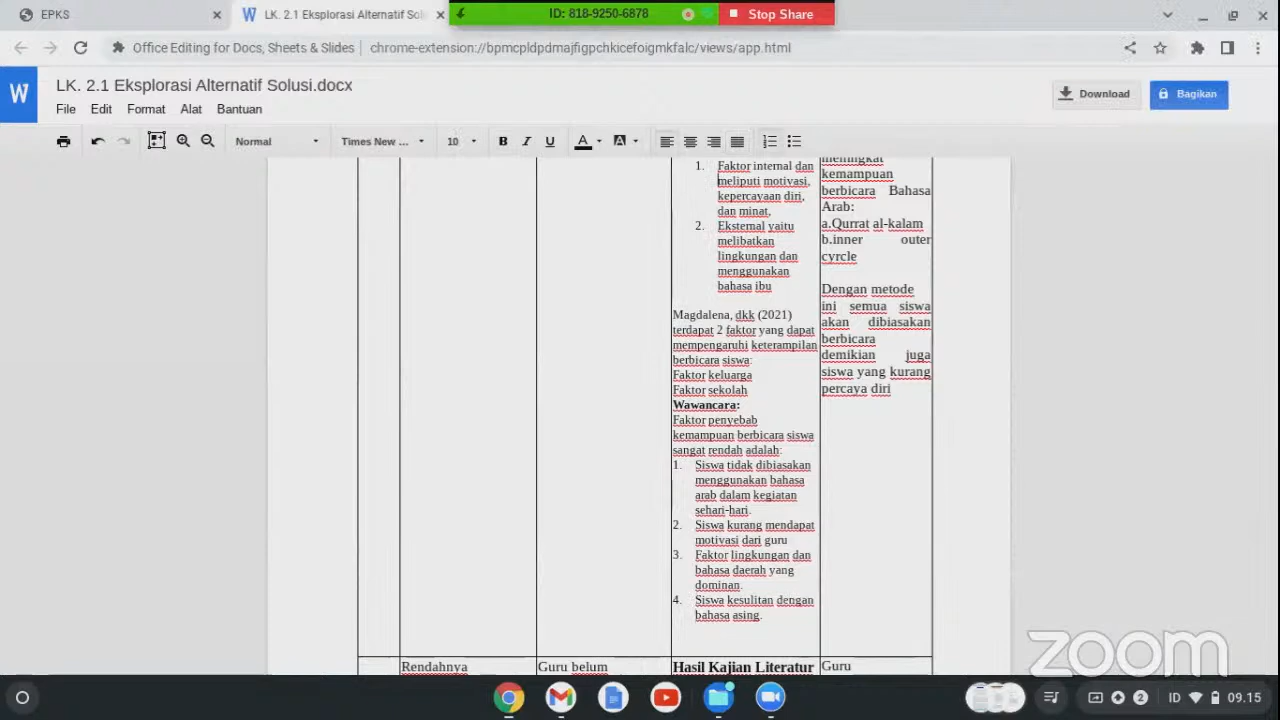 EPKS
LK. 2.1 Eksplorasi Alternatif Sol
ID: 818-9250-6878
Stop Share
Office Editing for Docs, Sheets & Slides
chrome-extension://bpmcpldpdmajfigpchkicefoigmkfalc/views/app.html
W
LK. 2.1 Eksplorasi Alternatif Solusi.docx
File Edit Format Alat Bantuan
Download
Bagikan
Normal
Times New ...
10
B I U A A
1. Faktor internal dan
meliputi motivasi,
kepercayaan diri,
dan minat,
2. Eksternal yaitu
melibatkan
lingkungan dan
menggunakan
bahasa ibu
Magdalena, dkk (2021)
terdapat 2 faktor yang dapat
mempengaruhi keterampilan
berbicara siswa:
Faktor keluarga
Faktor sekolah
Wawancara:
Faktor penyebab
kemampuan berbicara siswa
sangat rendah adalah:
1. Siswa tidak dibiasakan
menggunakan bahasa
arab dalam kegiatan
sehari-hari.
2. Siswa kurang mendapat
motivasi dari guru
3. Faktor lingkungan dan
bahasa daerah yang
dominan.
4. Siswa kesulitan dengan
bahasa asing.
meningkat
kemampuan
berbicara Bahasa
Arab:
a.Qurrat al-kalam
b.inner outer
cyrcle
Dengan metode
ini semua siswa
akan dibiasakan
berbicara
demikian juga
siswa yang kurang
percaya diri
Rendahnya
Guru belum
Hasil Kajian Literatur
Guru
zoom
2
ID
09.15